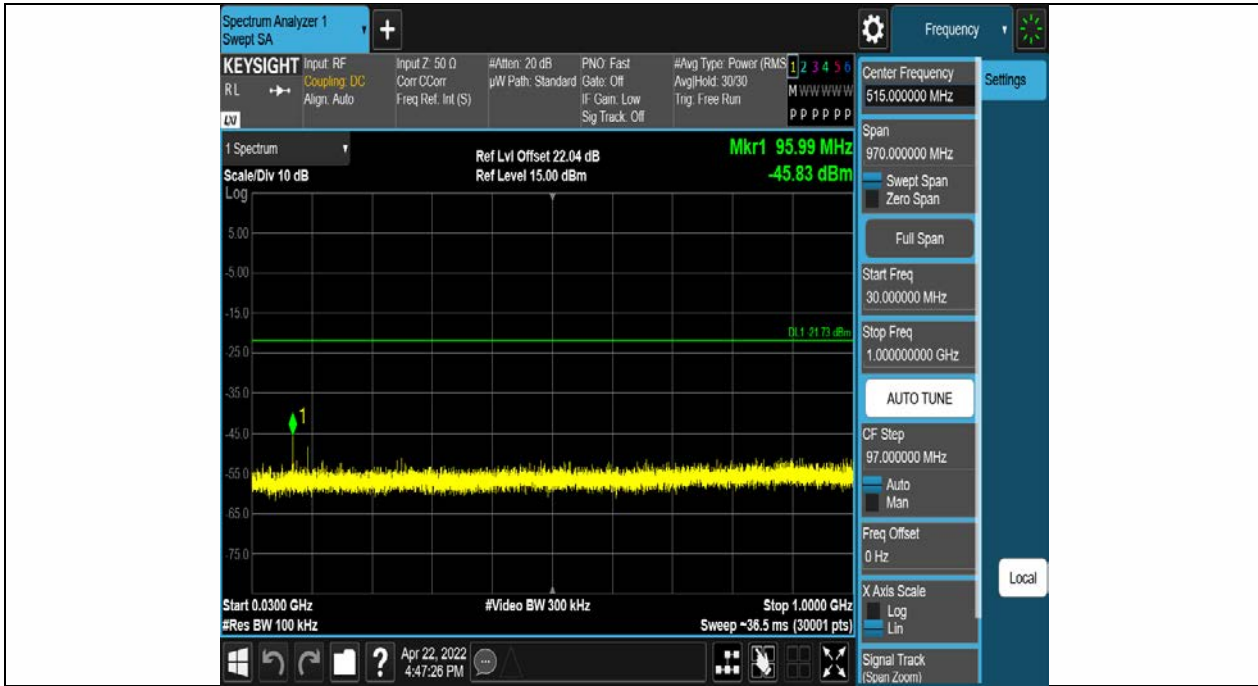 Spectrum Analyzer 1
Swept SA
+
Frequency
KEYSIGHT
RL
LXI
Input: RF
Coupling: DC
Align: Auto
Input Z: 50 Ω
Corr CCorr
Freq Ref: Int (S)
#Atten: 20 dB
µW Path: Standard
PNO: Fast
Gate: Off
IF Gain: Low
Sig Track: Off
#Avg Type: Power (RMS
Avg|Hold: 30/30
Trig: Free Run
1 2 3 4 5 6
M W W W W W
P P P P P P
Center Frequency
515.000000 MHz
Settings
Span
970.000000 MHz
Swept Span
Zero Span
Full Span
Start Freq
30.000000 MHz
Stop Freq
1.000000000 GHz
AUTO TUNE
CF Step
97.000000 MHz
Auto
Man
Freq Offset
0 Hz
X Axis Scale
Log
Lin
Signal Track
(Span Zoom)
Local
1 Spectrum
Scale/Div 10 dB
Log
Ref Lvl Offset 22.04 dB
Ref Level 15.00 dBm
Mkr1 95.99 MHz
-45.83 dBm
5.00
-5.00
-15.0
DL1 -21.73 dBm
-25.0
-35.0
1
-45.0
-55.0
-65.0
-75.0
Start 0.0300 GHz
#Video BW 300 kHz
Stop 1.0000 GHz
#Res BW 100 kHz
Sweep ~36.5 ms (30001 pts)
?
Apr 22, 2022
4:47:26 PM